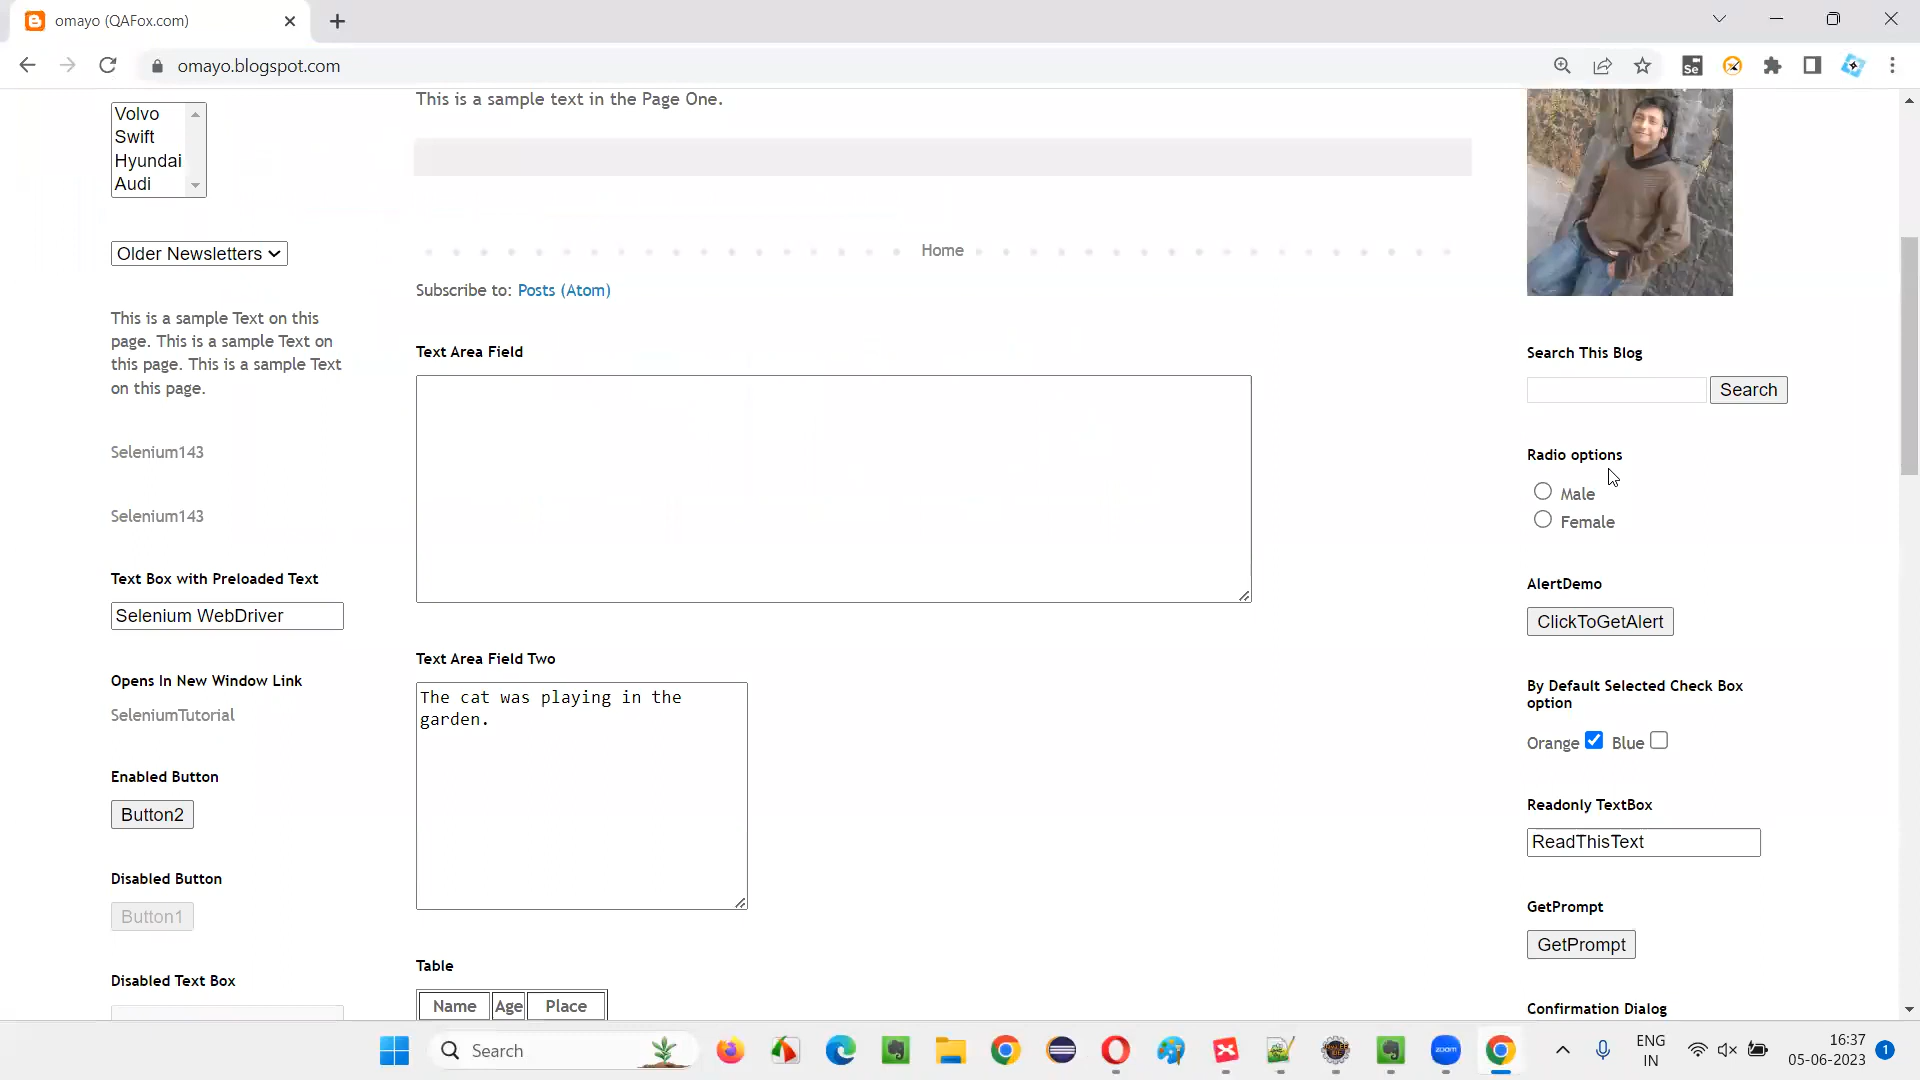 omayo (QAFox.com)
omayo.blogspot.com
Volvo
Swift
Hyundai
Audi
Older Newsletters
This is a sample Text on this
page. This is a sample Text on
this page. This is a sample Text
on this page.
Selenium143
Selenium143
Text Box with Preloaded Text
Selenium WebDriver
Opens In New Window Link
SeleniumTutorial
Enabled Button
Button2
Disabled Button
Button1
Disabled Text Box
This is a sample text in the Page One.
Home
Subscribe to: Posts (Atom)
Text Area Field
Text Area Field Two
The cat was playing in the
garden.
Table
Name Age Place
Search This Blog
Search
Radio options
Male
Female
AlertDemo
ClickToGetAlert
By Default Selected Check Box
option
Orange Blue
Readonly TextBox
ReadThisText
GetPrompt
GetPrompt
Confirmation Dialog
Search
zoom
ENG
IN
16:37
05-06-2023
1
Se